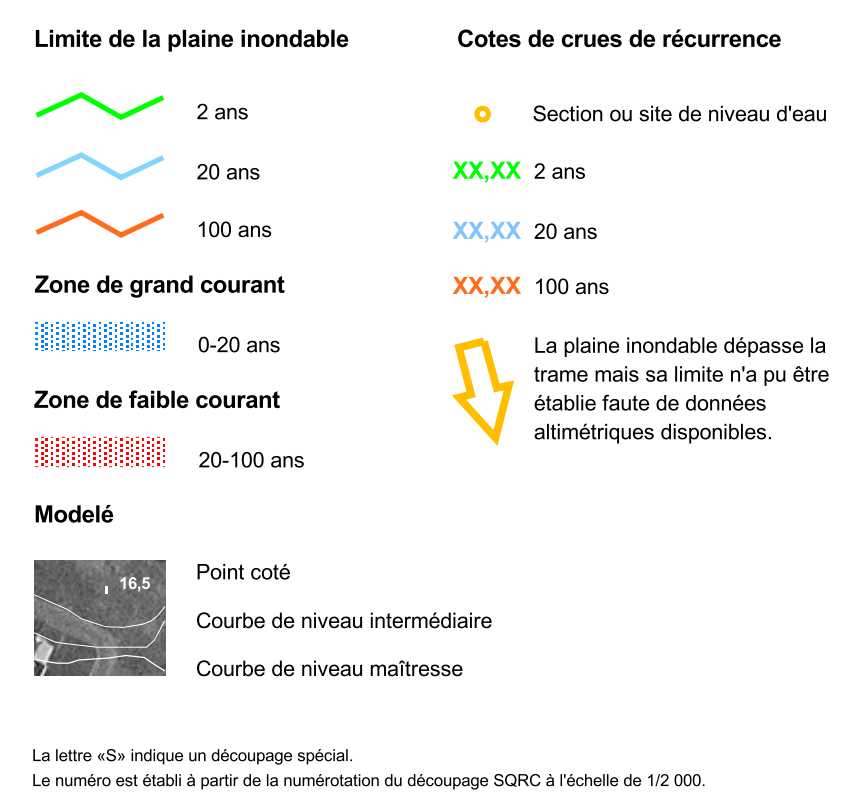 Limite de la plaine inondable
2 ans
20 ans
100 ans
Zone de grand courant
0-20 ans
Zone de faible courant
20-100 ans
Modelé
16,5
Point coté
Courbe de niveau intermédiaire
Courbe de niveau maîtresse
Cotes de crues de récurrence
Section ou site de niveau d'eau
XX,XX 2 ans
XX,XX 20 ans
XX,XX 100 ans
La plaine inondable dépasse la
trame mais sa limite n'a pu être
établie faute de données
altimétriques disponibles.
La lettre «S» indique un découpage spécial.
Le numéro est établi à partir de la numérotation du découpage SQRC à l'échelle de 1/2 000.